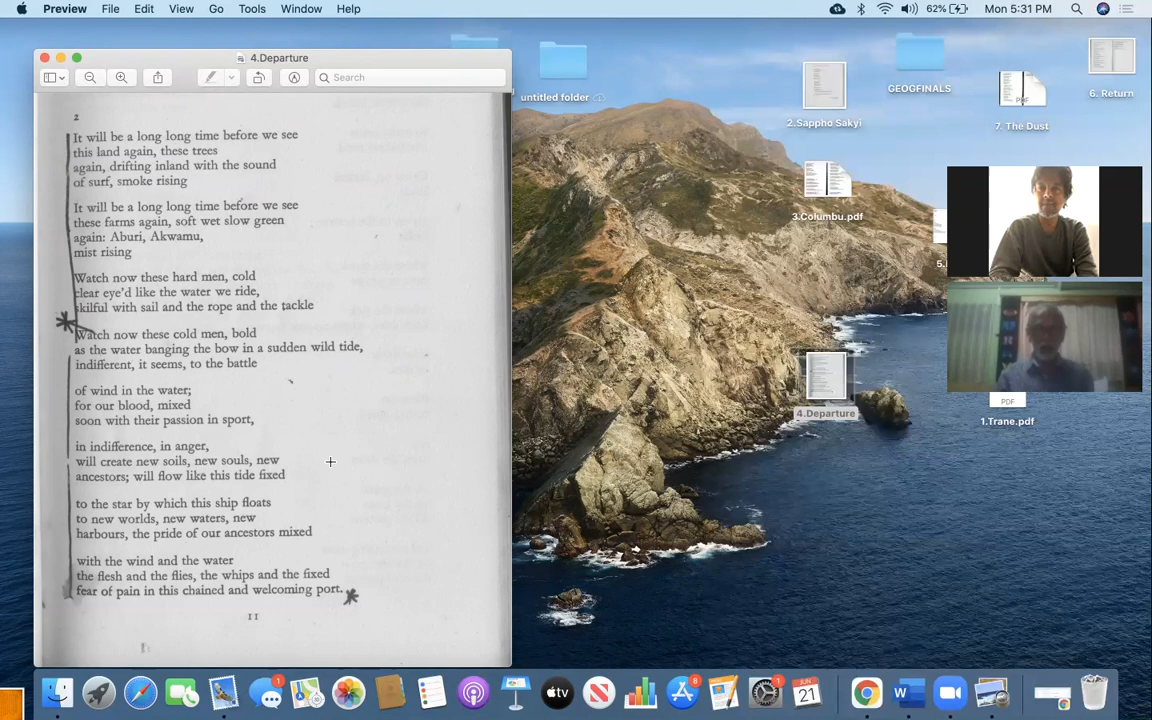 Preview File Edit View Go Tools Window Help
62% Mon 5:31 PM
4.Departure
Search
2
It will be a long long time before we see
this land again, these trees
again, drifting inland with the sound
of surf, smoke rising
It will be a long long time before we see
these farms again, soft wet slow green
again: Aburi, Akwamu,
mist rising
Watch now these hard men, cold
clear eye'd like the water we ride,
skilful with sail and the rope and the tackle
Watch now these cold men, bold
as the water banging the bow in a sudden wild tide,
indifferent, it seems, to the battle
of wind in the water;
for our blood, mixed
soon with their passion in sport,
in indifference, in anger,
will create new soils, new souls, new
ancestors; will flow like this tide fixed
to the star by which this ship floats
to new worlds, new waters, new
harbours, the pride of our ancestors mixed
with the wind and the water
the flesh and the flies, the whips and the fixed
fear of pain in this chained and welcoming port.
11
untitled folder
2.Sappho Sakyi
GEOGFINALS
PDF
7. The Dust
6. Return
3.Columbu.pdf
5.
4.Departure
PDF
1.Trane.pdf
1
8
1
tv
JUN
21
W